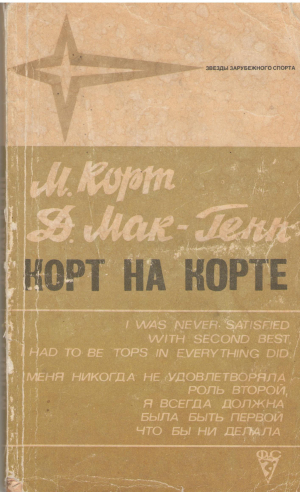 ЗВЕЗДЫ ЗАРУБЕЖНОГО СПОРТА
М. Корт
Д. Мак-Генн
КОРТ НА КОРТЕ
I WAS NEVER SATISFIED
WITH SECOND BEST,
I HAD TO BE TOPS IN EVERYTHING DID
МЕНЯ НИКОГДА НЕ УДОВЛЕТВОРЯЛА
РОЛЬ ВТОРОЙ,
Я ВСЕГДА ДОЛЖНА
БЫЛА БЫТЬ ПЕРВОЙ
ЧТО БЫ НИ ДЕЛАЛА
ФиС